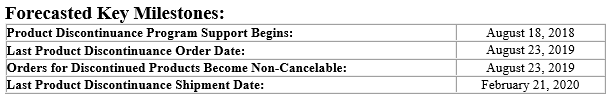 Forecasted Key Milestones:
Product Discontinuance Program Support Begins: August 18, 2018
Last Product Discontinuance Order Date: August 23, 2019
Orders for Discontinued Products Become Non-Cancelable: August 23, 2019
Last Product Discontinuance Shipment Date: February 21, 2020